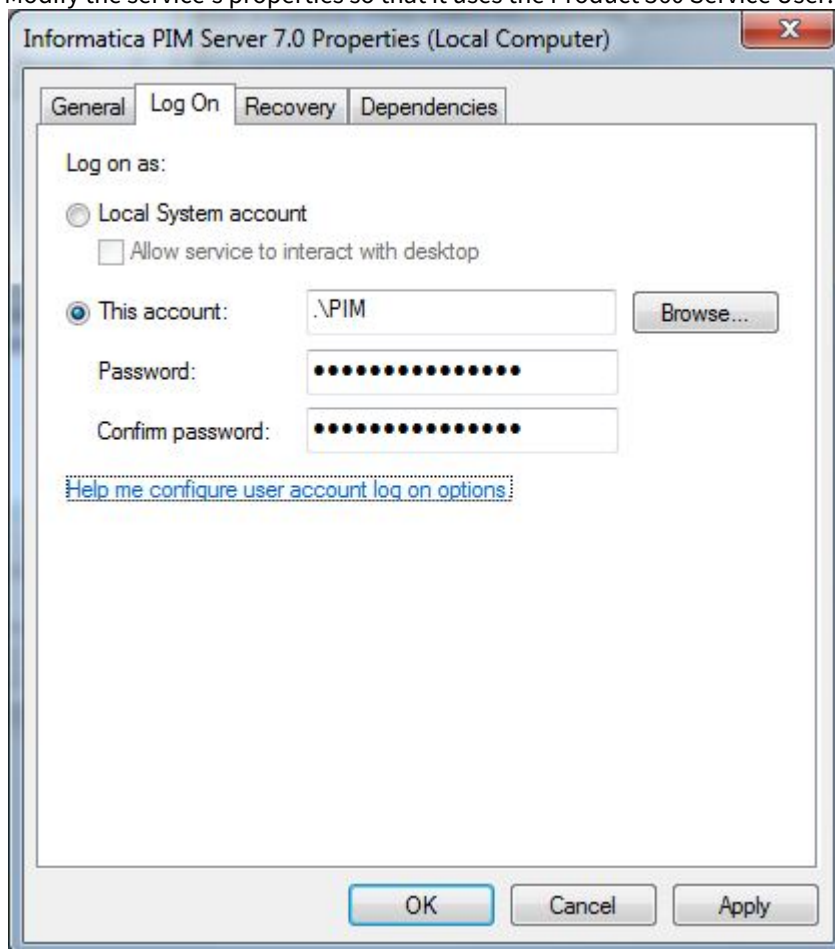 Modify the service's properties so that it uses the Product 360 Service User.
Informatica PIM Server 7.0 Properties (Local Computer)
General Log On Recovery Dependencies
Log on as:
Local System account
Allow service to interact with desktop
This account: .\PIM Browse...
Password: •••••••••••••••
Confirm password: •••••••••••••••
Help me configure user account log on options.
OK Cancel Apply